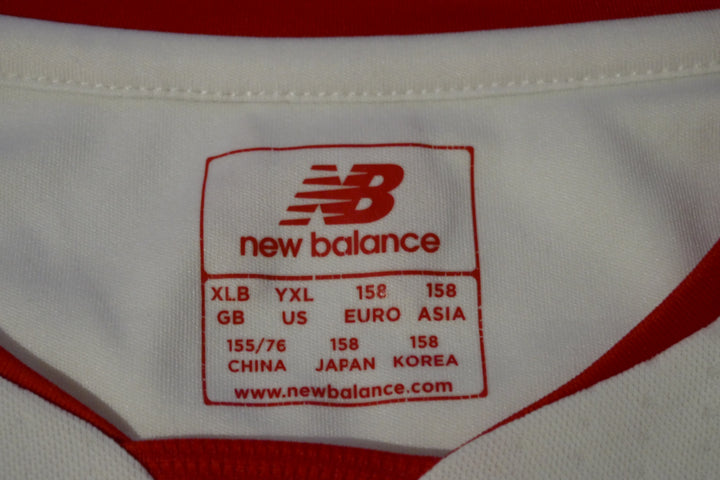 NB
new balance
XLB YXL 158 158
GB US EURO ASIA
155/76 158 158
CHINA JAPAN KOREA
www.newbalance.com